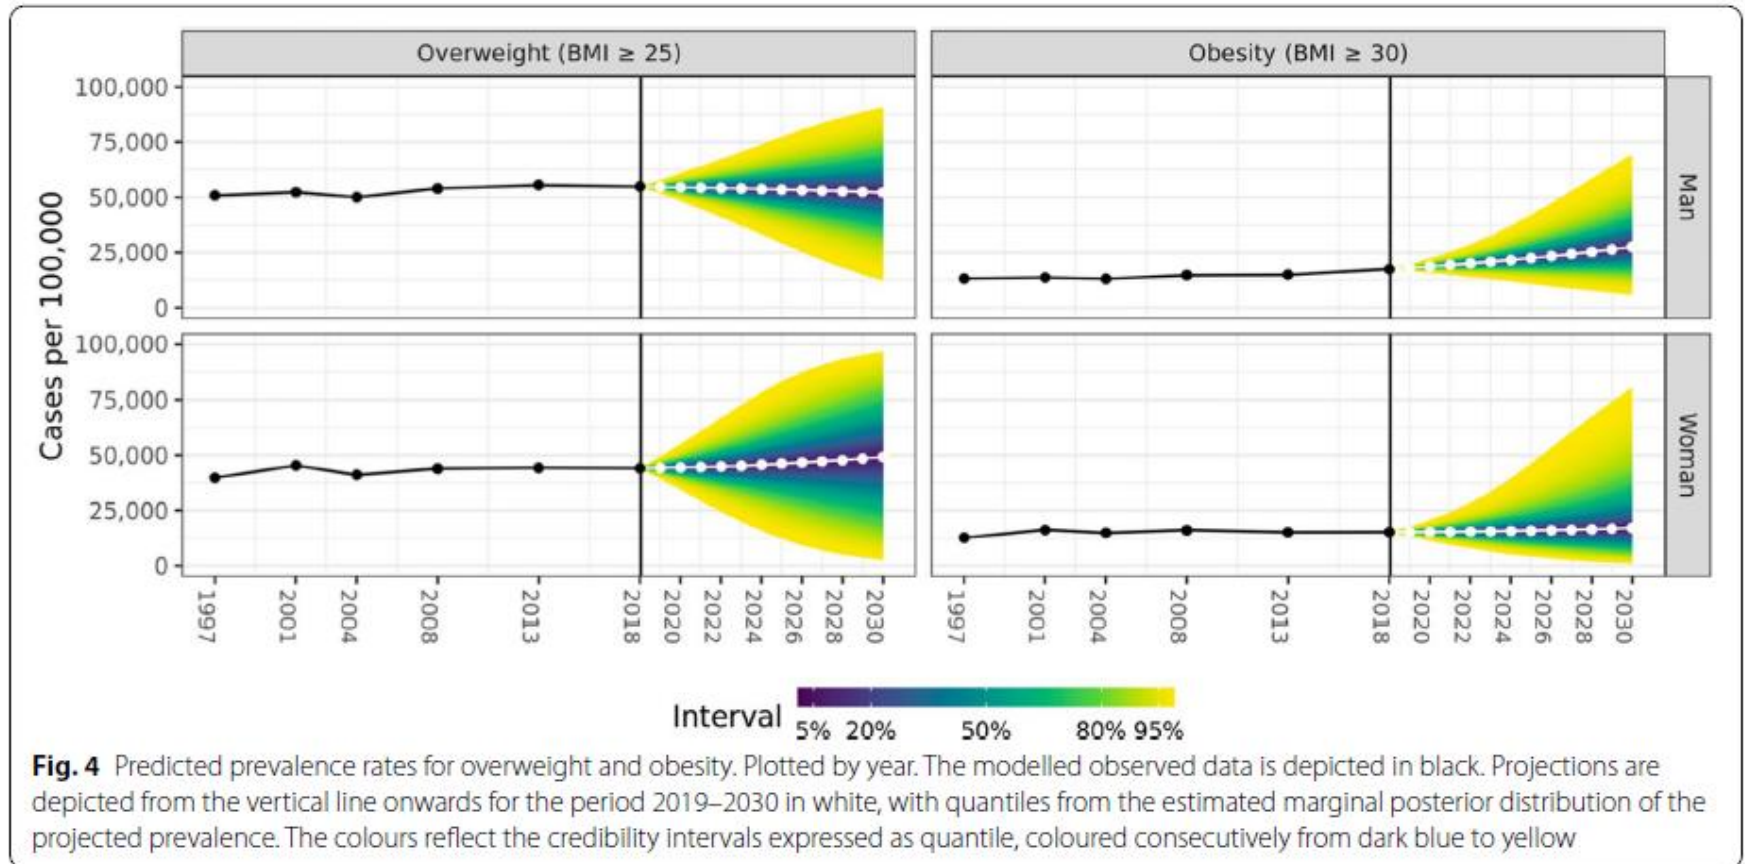 Overweight (BMI ≥ 25)
Obesity (BMI ≥ 30)
Cases per 100,000
100,000
75,000
50,000
25,000
0
Man
100,000
75,000
50,000
25,000
0
Woman
1997 2001 2004 2008 2013 2018 2020 2022 2024 2026 2028 2030
1997 2001 2004 2008 2013 2018 2020 2022 2024 2026 2028 2030
Interval
5% 20% 50% 80% 95%
Fig. 4 Predicted prevalence rates for overweight and obesity. Plotted by year. The modelled observed data is depicted in black. Projections are
depicted from the vertical line onwards for the period 2019–2030 in white, with quantiles from the estimated marginal posterior distribution of the
projected prevalence. The colours reflect the credibility intervals expressed as quantile, coloured consecutively from dark blue to yellow